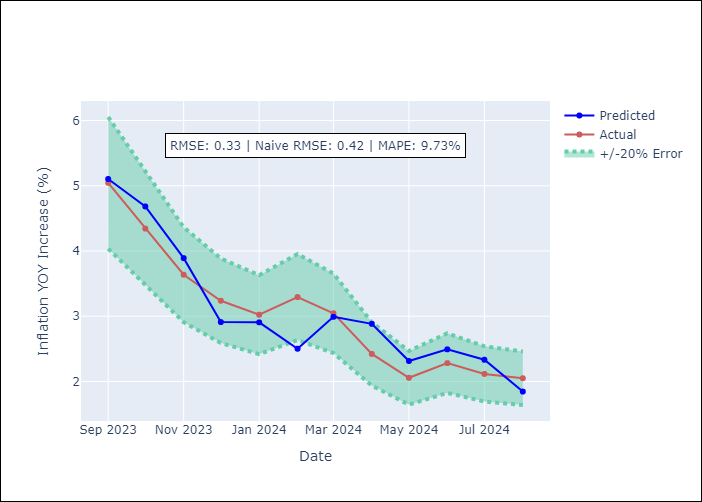 RMSE: 0.33 | Naive RMSE: 0.42 | MAPE: 9.73%
Predicted
Actual
+/-20% Error
Inflation YOY Increase (%)
6
5
4
3
2
Sep 2023
Nov 2023
Jan 2024
Mar 2024
May 2024
Jul 2024
Date